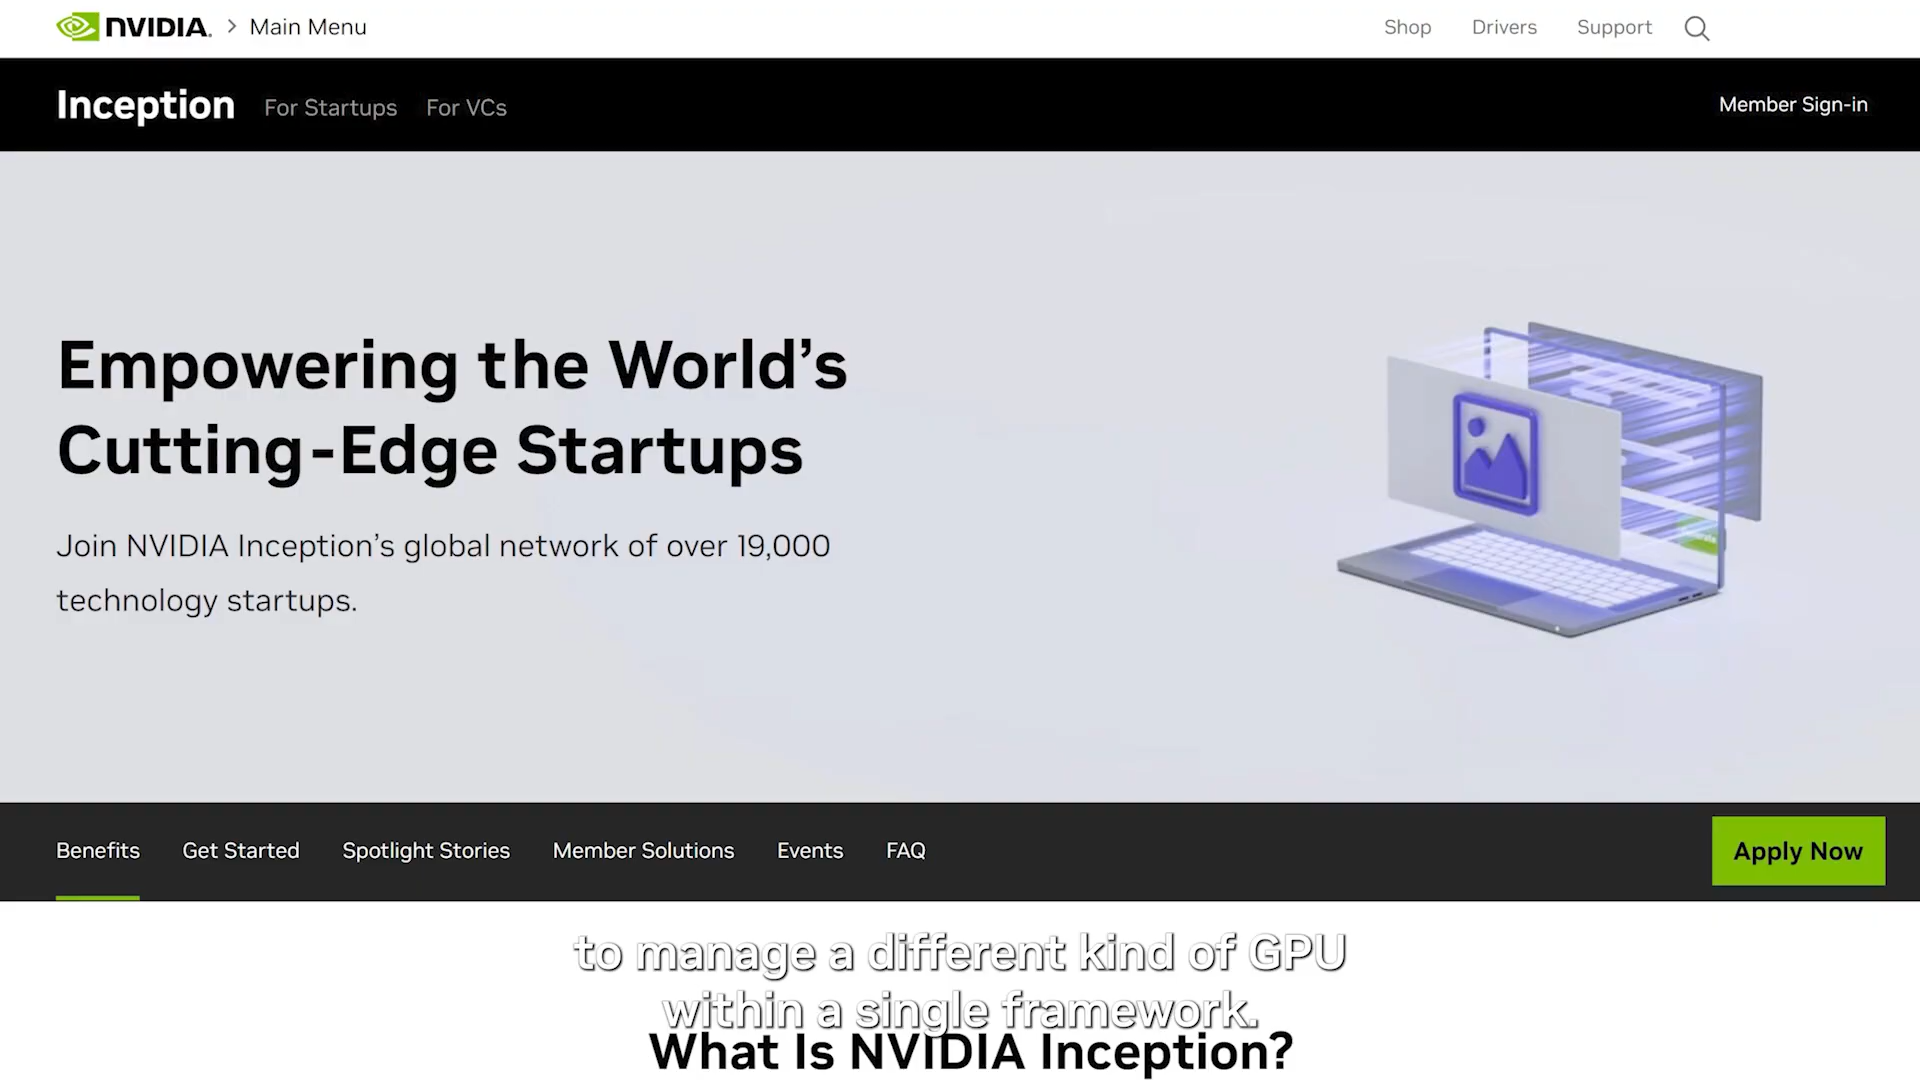 NVIDIA. > Main Menu
Shop Drivers Support
Inception For Startups For VCs
Member Sign-in
Empowering the World’s
Cutting-Edge Startups
Join NVIDIA Inception’s global network of over 19,000
technology startups.
Benefits Get Started Spotlight Stories Member Solutions Events FAQ
Apply Now
to manage a different kind of GPU
within a single framework.
What Is NVIDIA Inception?